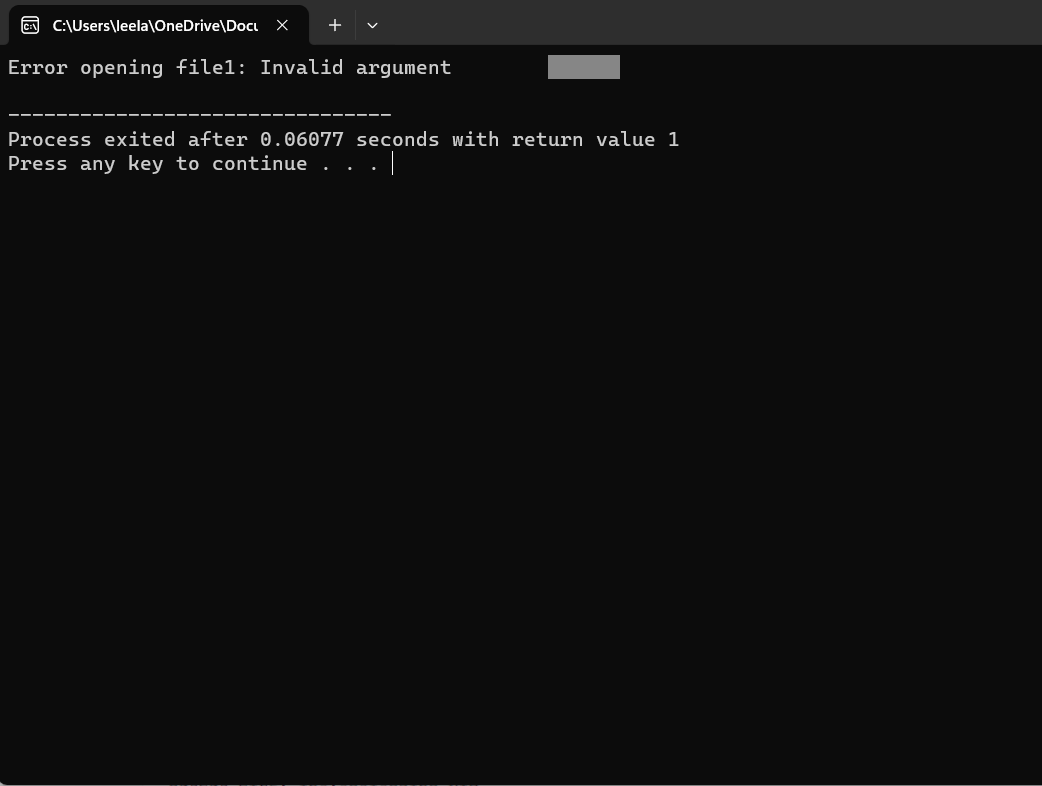 C:\Users\leela\OneDrive\Docu
Error opening file1: Invalid argument
--------------------------------
Process exited after 0.06077 seconds with return value 1
Press any key to continue . . .